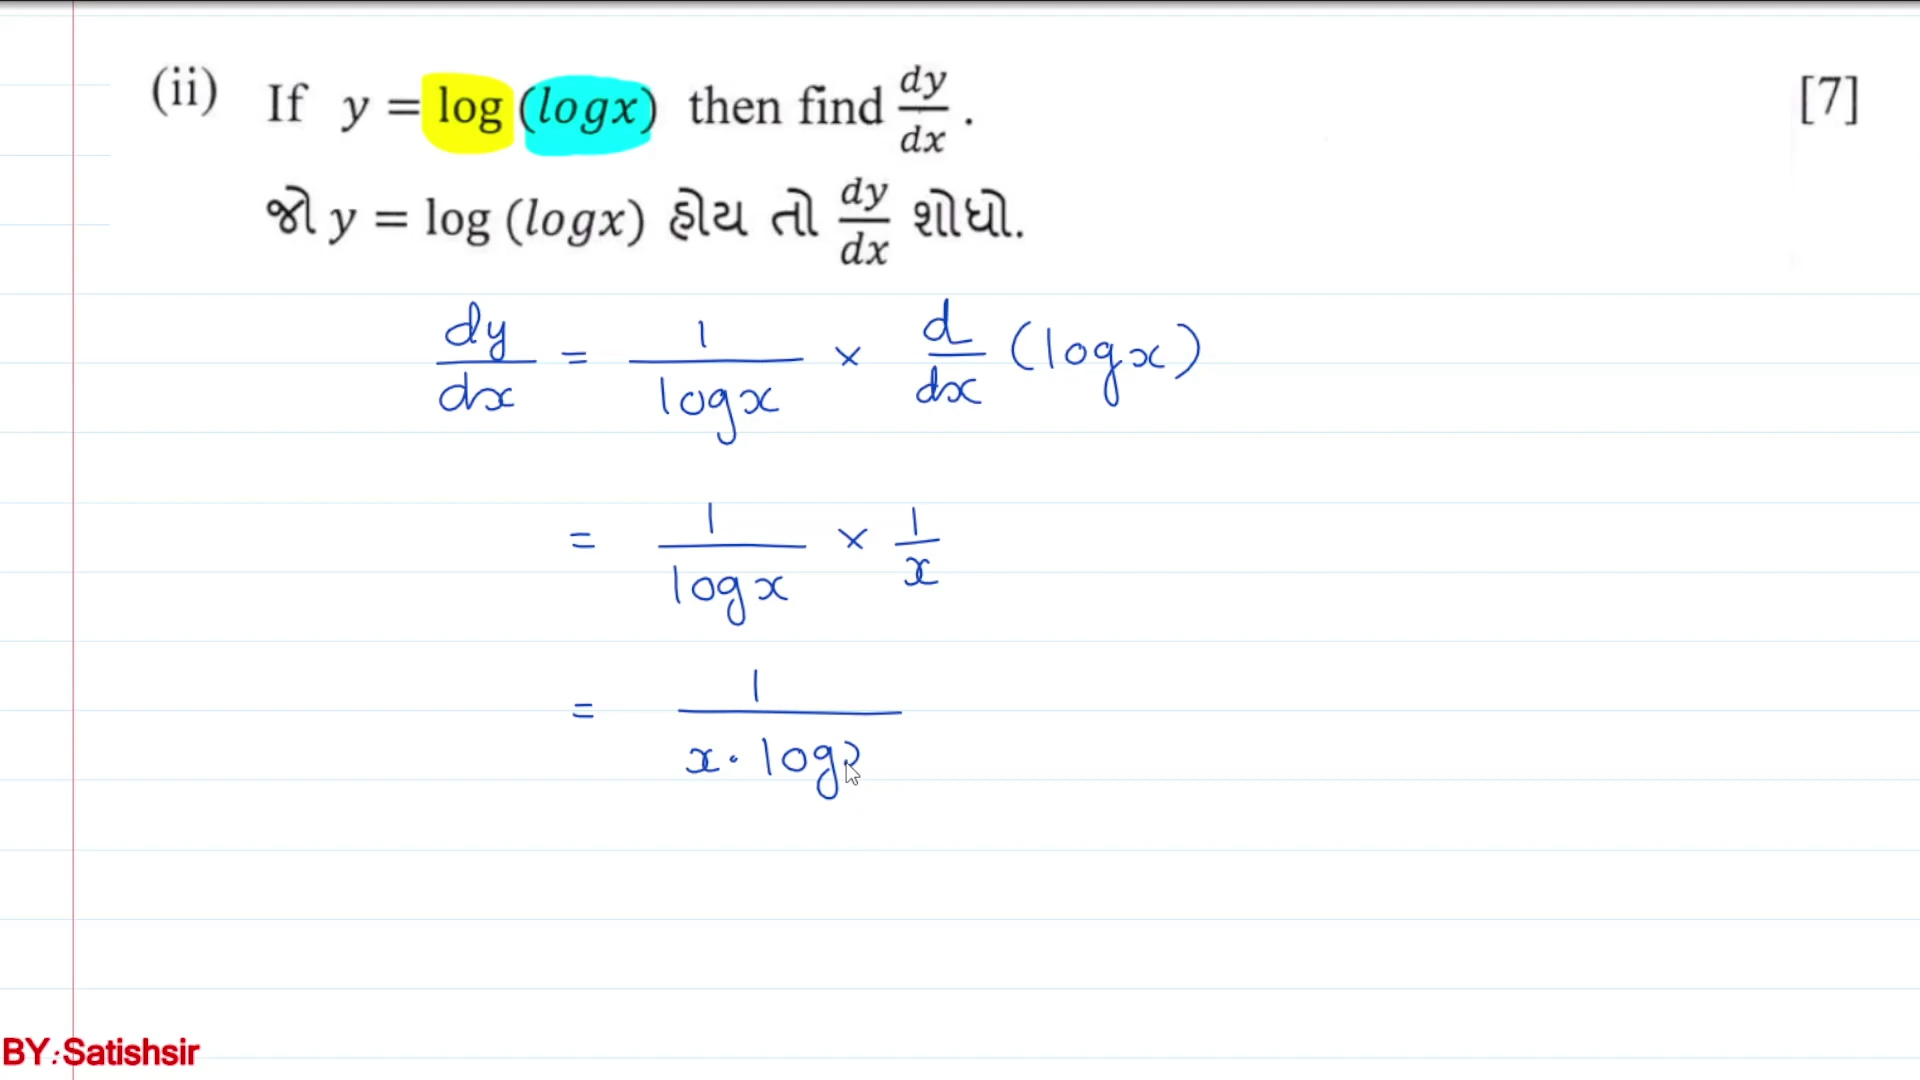 (ii) If y = log (logx) then find dy/dx . [7]
જો y = log (logx) હોય તો dy/dx શોધો.
dy/dx = 1/logx × d/dx (logx)
= 1/logx × 1/x
= 1/x · log
BY:Satishsir